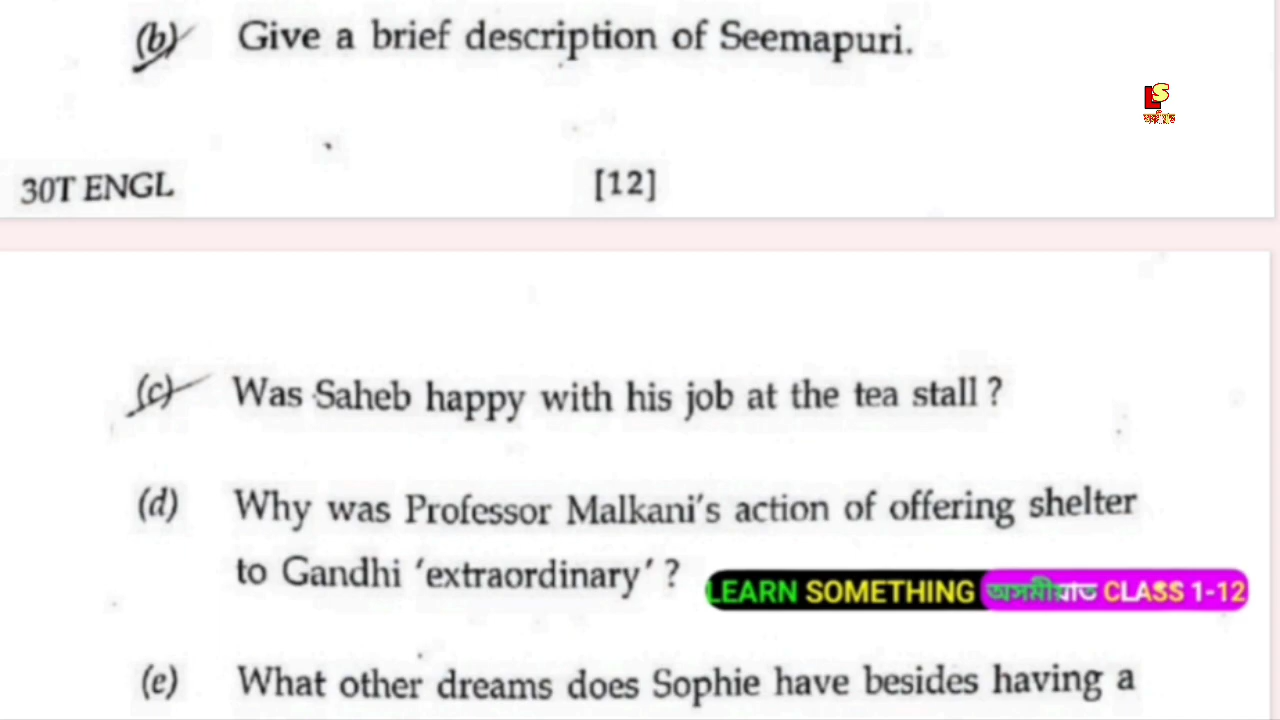 (b) Give a brief description of Seemapuri.
LS
30T ENGL [12]
(c) Was Saheb happy with his job at the tea stall ?
(d) Why was Professor Malkani's action of offering shelter
to Gandhi 'extraordinary' ?
LEARN SOMETHING অসমীয়াত CLASS 1-12
(e) What other dreams does Sophie have besides having a